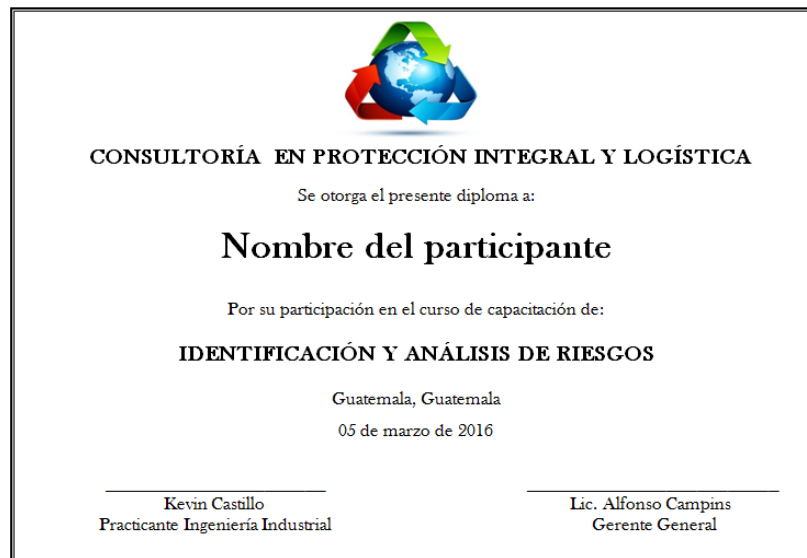 CONSULTORÍA EN PROTECCIÓN INTEGRAL Y LOGÍSTICA
Se otorga el presente diploma a:
Nombre del participante
Por su participación en el curso de capacitación de:
IDENTIFICACIÓN Y ANÁLISIS DE RIESGOS
Guatemala, Guatemala
05 de marzo de 2016
Kevin Castillo
Practicante Ingeniería Industrial
Lic. Alfonso Campins
Gerente General